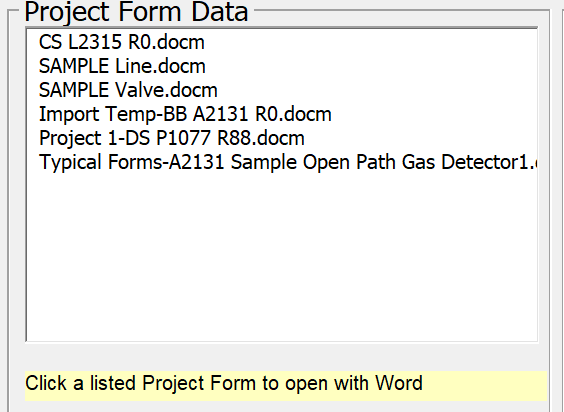 Project Form Data
CS L2315 R0.docm
SAMPLE Line.docm
SAMPLE Valve.docm
Import Temp-BB A2131 R0.docm
Project 1-DS P1077 R88.docm
Typical Forms-A2131 Sample Open Path Gas Detector1.
Click a listed Project Form to open with Word